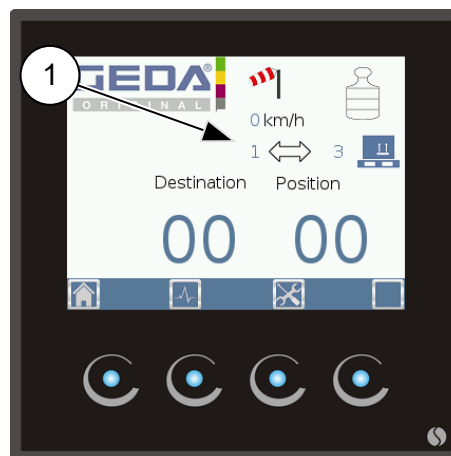 1
GEDA®
ORIGINAL
0 km/h
1 3
Destination Position
00 00